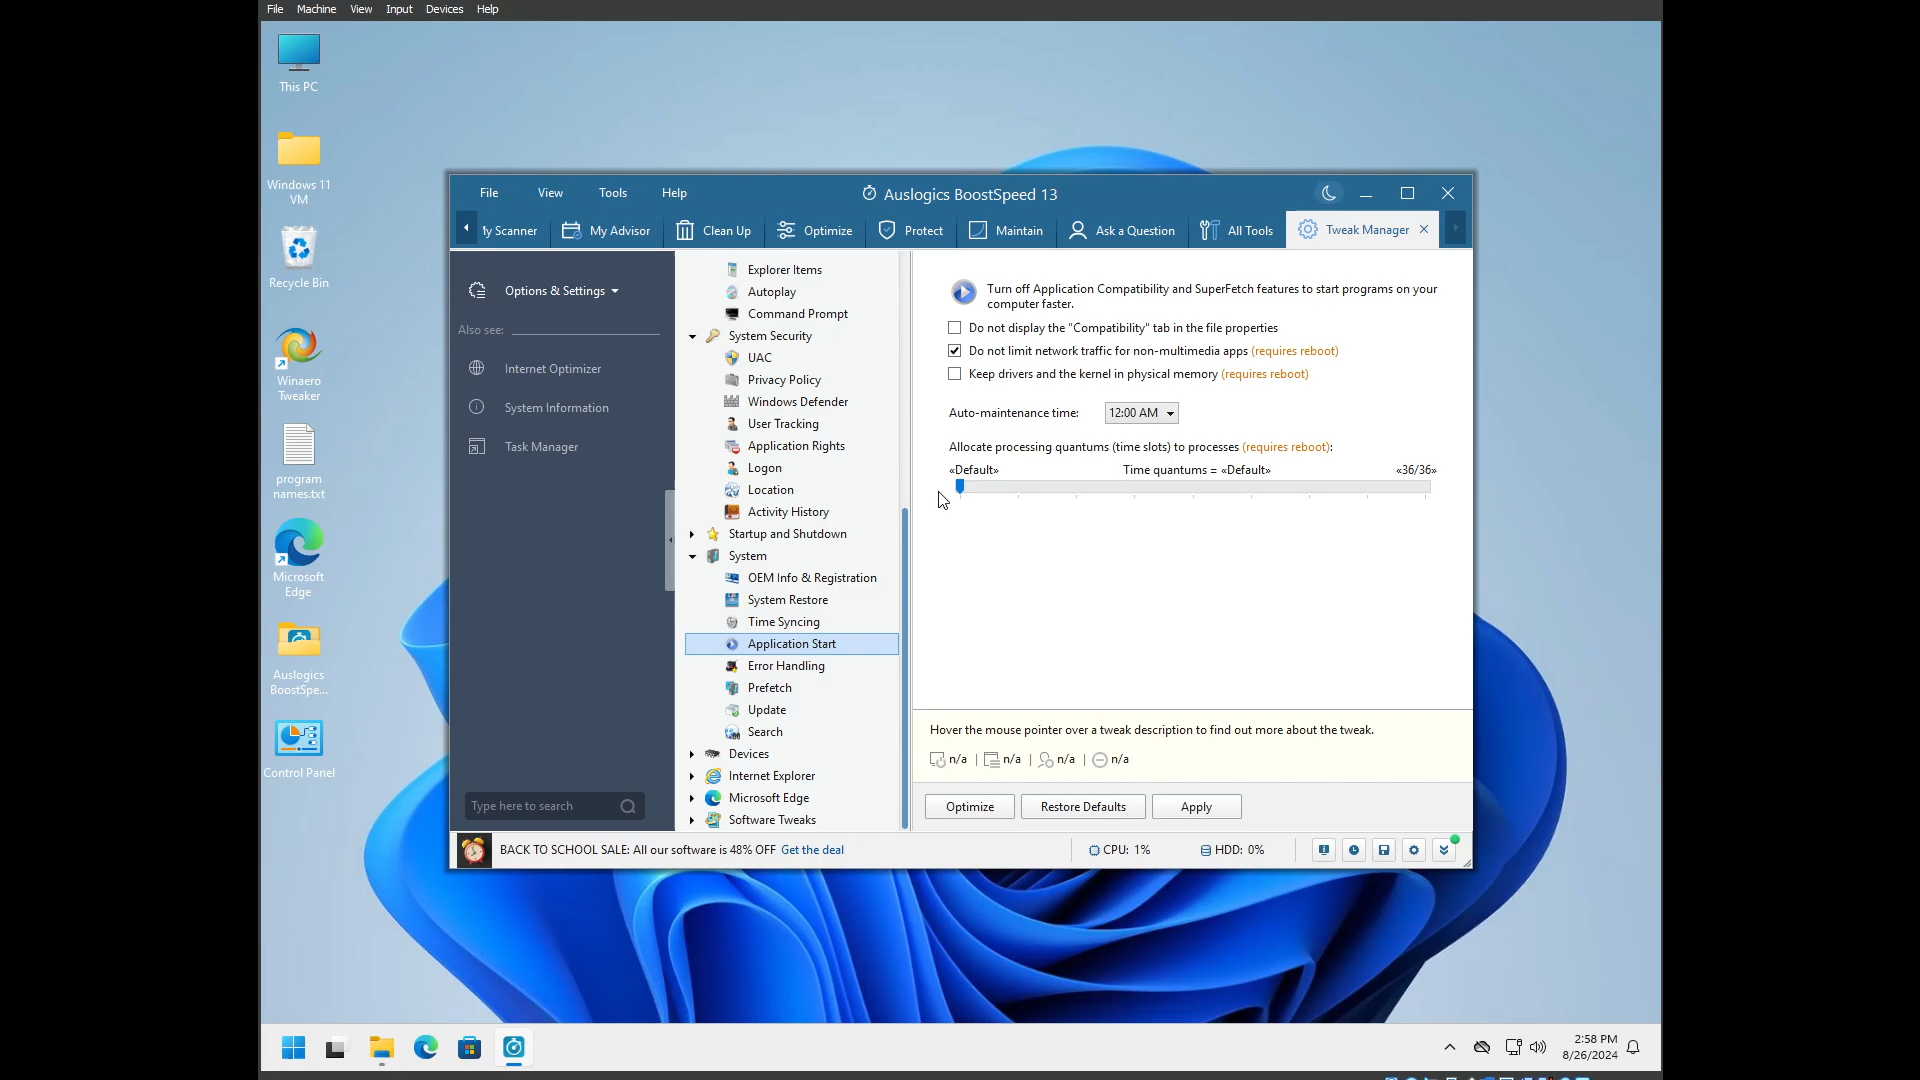 File Machine View Input Devices Help
This PC
Windows 11
VM
Recycle Bin
Winaero
Tweaker
program
names.txt
Microsoft
Edge
Auslogics
BoostSpe...
Control Panel
File View Tools Help
Auslogics BoostSpeed 13
My Advisor
Clean Up
Optimize
Protect
Maintain
Ask a Question
All Tools
Tweak Manager
Scanner
Options & Settings
Also see:
Internet Optimizer
System Information
Task Manager
Type here to search
Explorer Items
Autoplay
Command Prompt
System Security
UAC
Privacy Policy
Windows Defender
User Tracking
Application Rights
Logon
Location
Activity History
Startup and Shutdown
System
OEM Info & Registration
System Restore
Time Syncing
Application Start
Error Handling
Prefetch
Update
Search
Devices
Internet Explorer
Microsoft Edge
Software Tweaks
Turn off Application Compatibility and SuperFetch features to start programs on your
computer faster.
Do not display the "Compatibility" tab in the file properties
Do not limit network traffic for non-multimedia apps (requires reboot)
Keep drivers and the kernel in physical memory (requires reboot)
Auto-maintenance time: 12:00 AM
Allocate processing quantums (time slots) to processes (requires reboot):
«Default» Time quantums = «Default» «36/36»
Hover the mouse pointer over a tweak description to find out more about the tweak.
n/a | n/a | n/a | n/a
Optimize Restore Defaults Apply
BACK TO SCHOOL SALE: All our software is 48% OFF Get the deal
CPU: 1% HDD: 0%
2:58 PM
8/26/2024